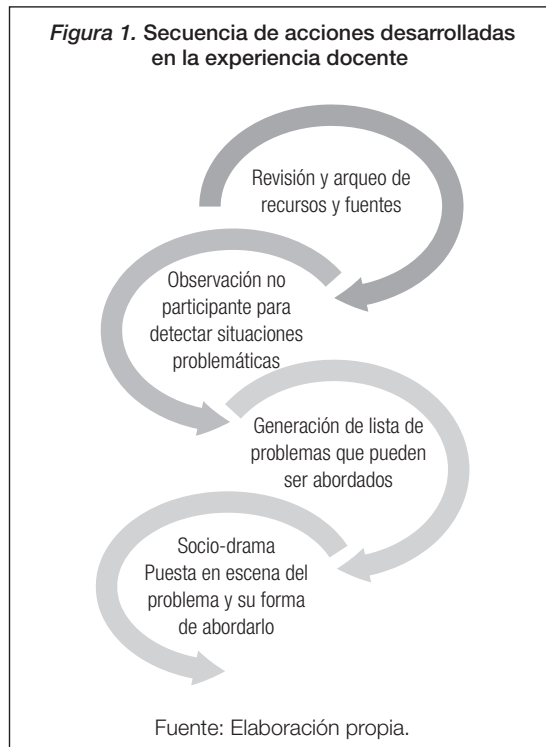 Figura 1. Secuencia de acciones desarrolladas
en la experiencia docente
Revisión y arqueo de
recursos y fuentes
Observación no
participante para
detectar situaciones
problemáticas
Generación de lista de
problemas que pueden
ser abordados
Socio-drama
Puesta en escena del
problema y su forma
de abordarlo
Fuente: Elaboración propia.